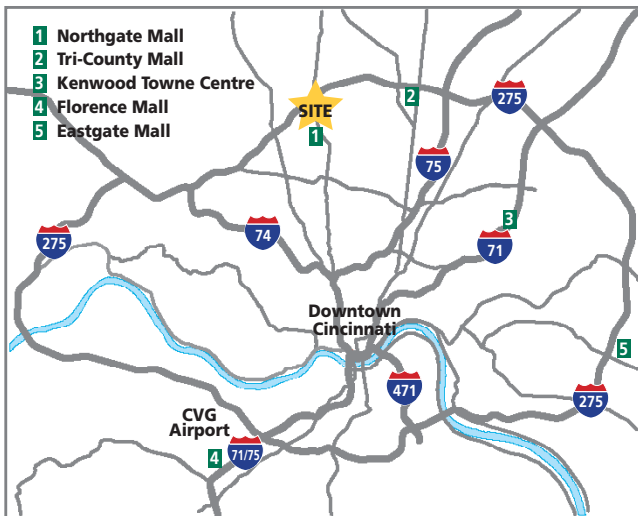 1 Northgate Mall
2 Tri-County Mall
3 Kenwood Towne Centre
4 Florence Mall
5 Eastgate Mall
SITE
1
2
275
75
3
275
74
71
Downtown
Cincinnati
5
471
275
CVG
Airport
4
71/75